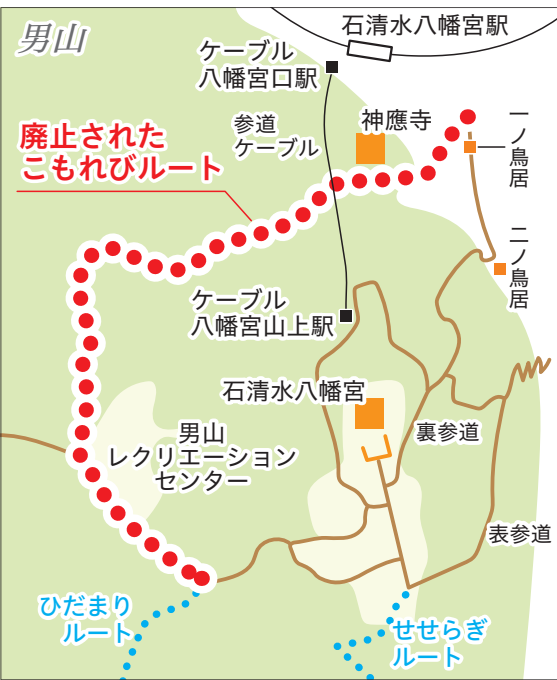 男山
石清水八幡宮駅
ケーブル
八幡宮口駅
参道
ケーブル
神應寺
一ノ鳥居
廃止された
こもれびルート
二ノ鳥居
ケーブル
八幡宮山上駅
石清水八幡宮
男山
レクリエーション
センター
裏参道
表参道
ひだまり
ルート
せせらぎ
ルート